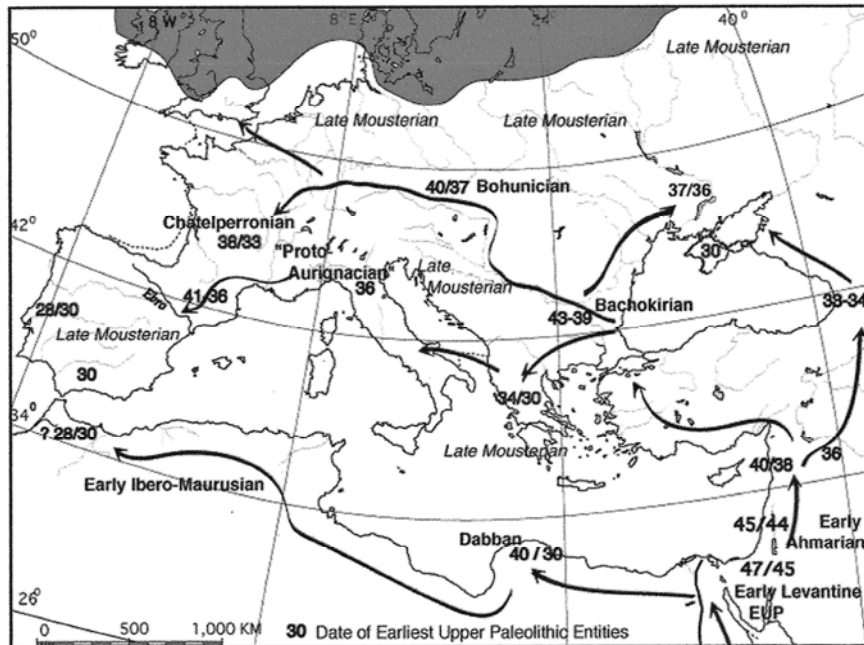 8 W
8° E
24°
40°
50°
Late Mousterian
Late Mousterian
Late Mousterian
40/37 Bohunician
37/36
Chatelperronian
38/33
42°
"Proto
Aurignacian"
Late
Mousterian
30
36
Ebro
41/36
Bachokirian
43-39
33-34
28/30
Late Mousterian
30
34/30
34°
? 28/30
Late Mousterian
40/38
36
Early Ibero-Maurusian
45/44
Early
Ahmarian
Dabban
40/30
47/45
Early Levantine
EUP
26°
0 500 1,000 KM
30 Date of Earliest Upper Paleolithic Entities